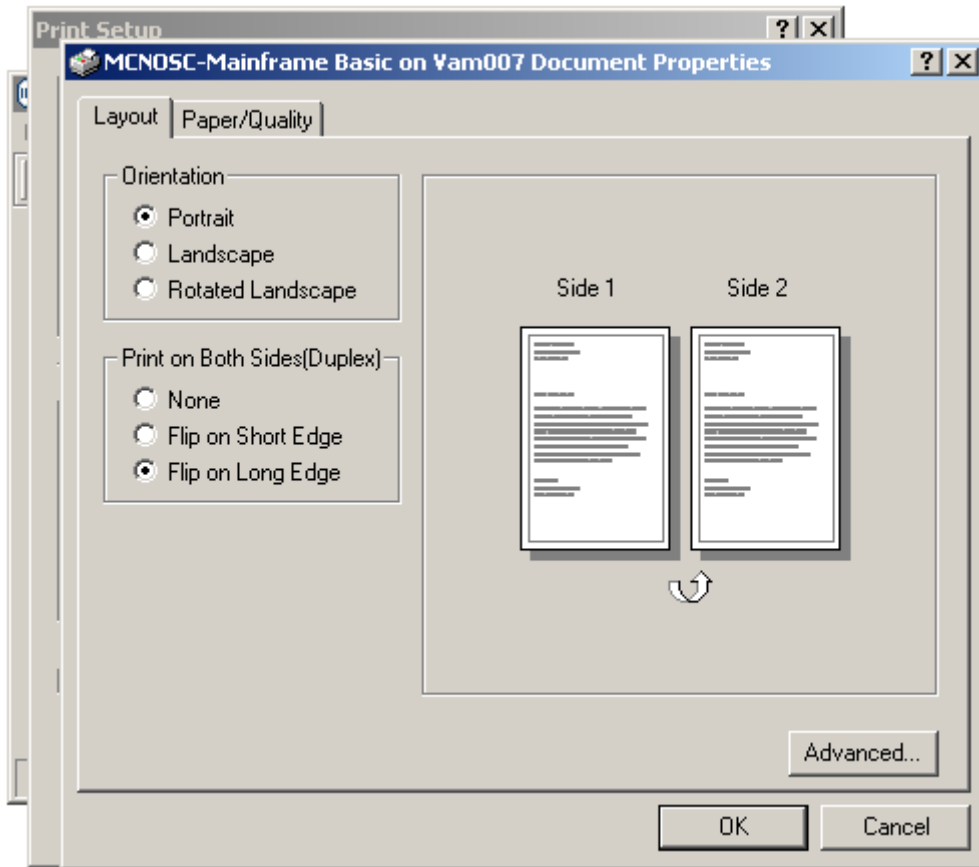 Print Setup
MCNOSC-Mainframe Basic on Vam007 Document Properties
Layout
Paper/Quality
Orientation
Portrait
Landscape
Rotated Landscape
Print on Both Sides(Duplex)
None
Flip on Short Edge
Flip on Long Edge
Side 1 Side 2
Advanced...
OK
Cancel